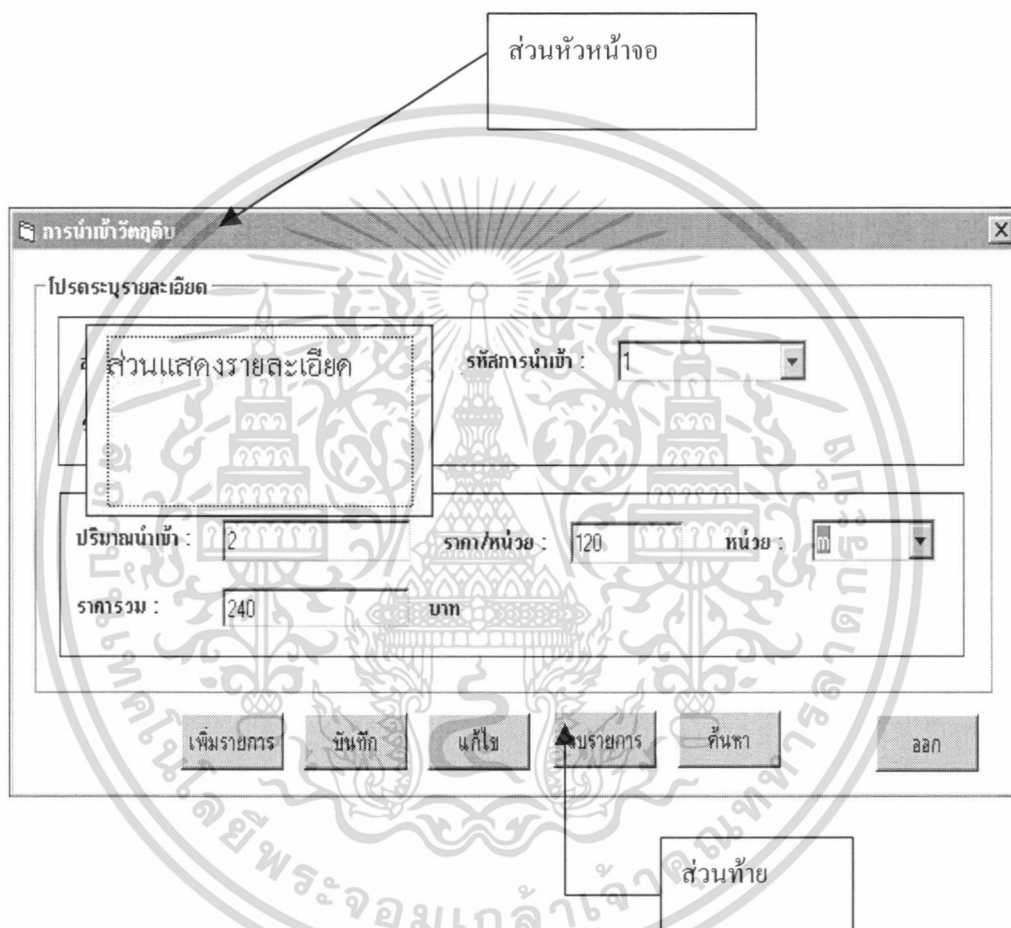 ส่วนหัวหน้าจอ
การนำเข้าวัตถุดิบ
โปรดระบุรายละเอียด
ส่วนแสดงรายละเอียด
รหัสการนำเข้า : 1
ปริมาณนำเข้า : 2 ราคา/หน่วย : 120 หน่วย : m
ราคารวม : 240 บาท
เพิ่มรายการ บันทึก แก้ไข ลบรายการ ค้นหา ออก
ส่วนท้าย